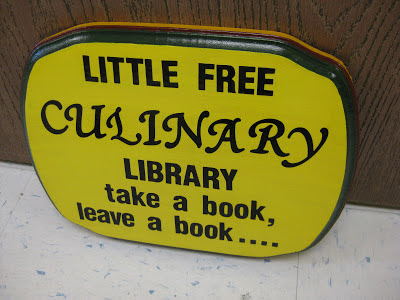 LITTLE FREE
CULINARY
LIBRARY
take a book,
leave a book....